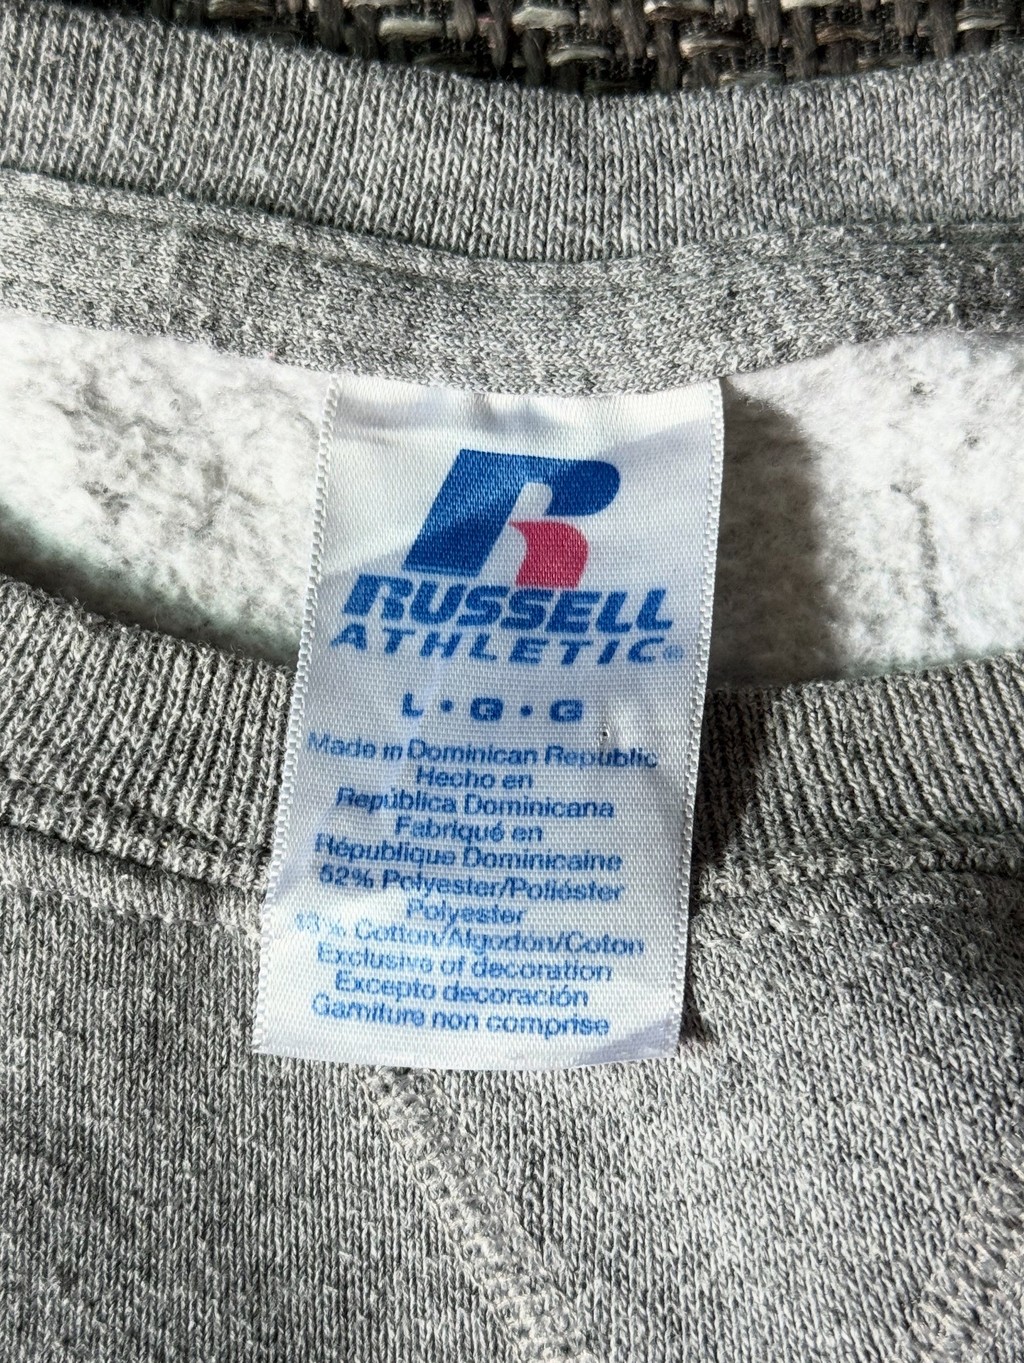 R
RUSSELL
ATHLETIC®
L • G • G
Made in Dominican Republic
Hecho en
República Dominicana
Fabriqué en
République Dominicaine
52% Polyester/Poliéster
Polyester
Cotton/Algodón/Coton
Exclusive of decoration
Excepto decoración
Garniture non comprise